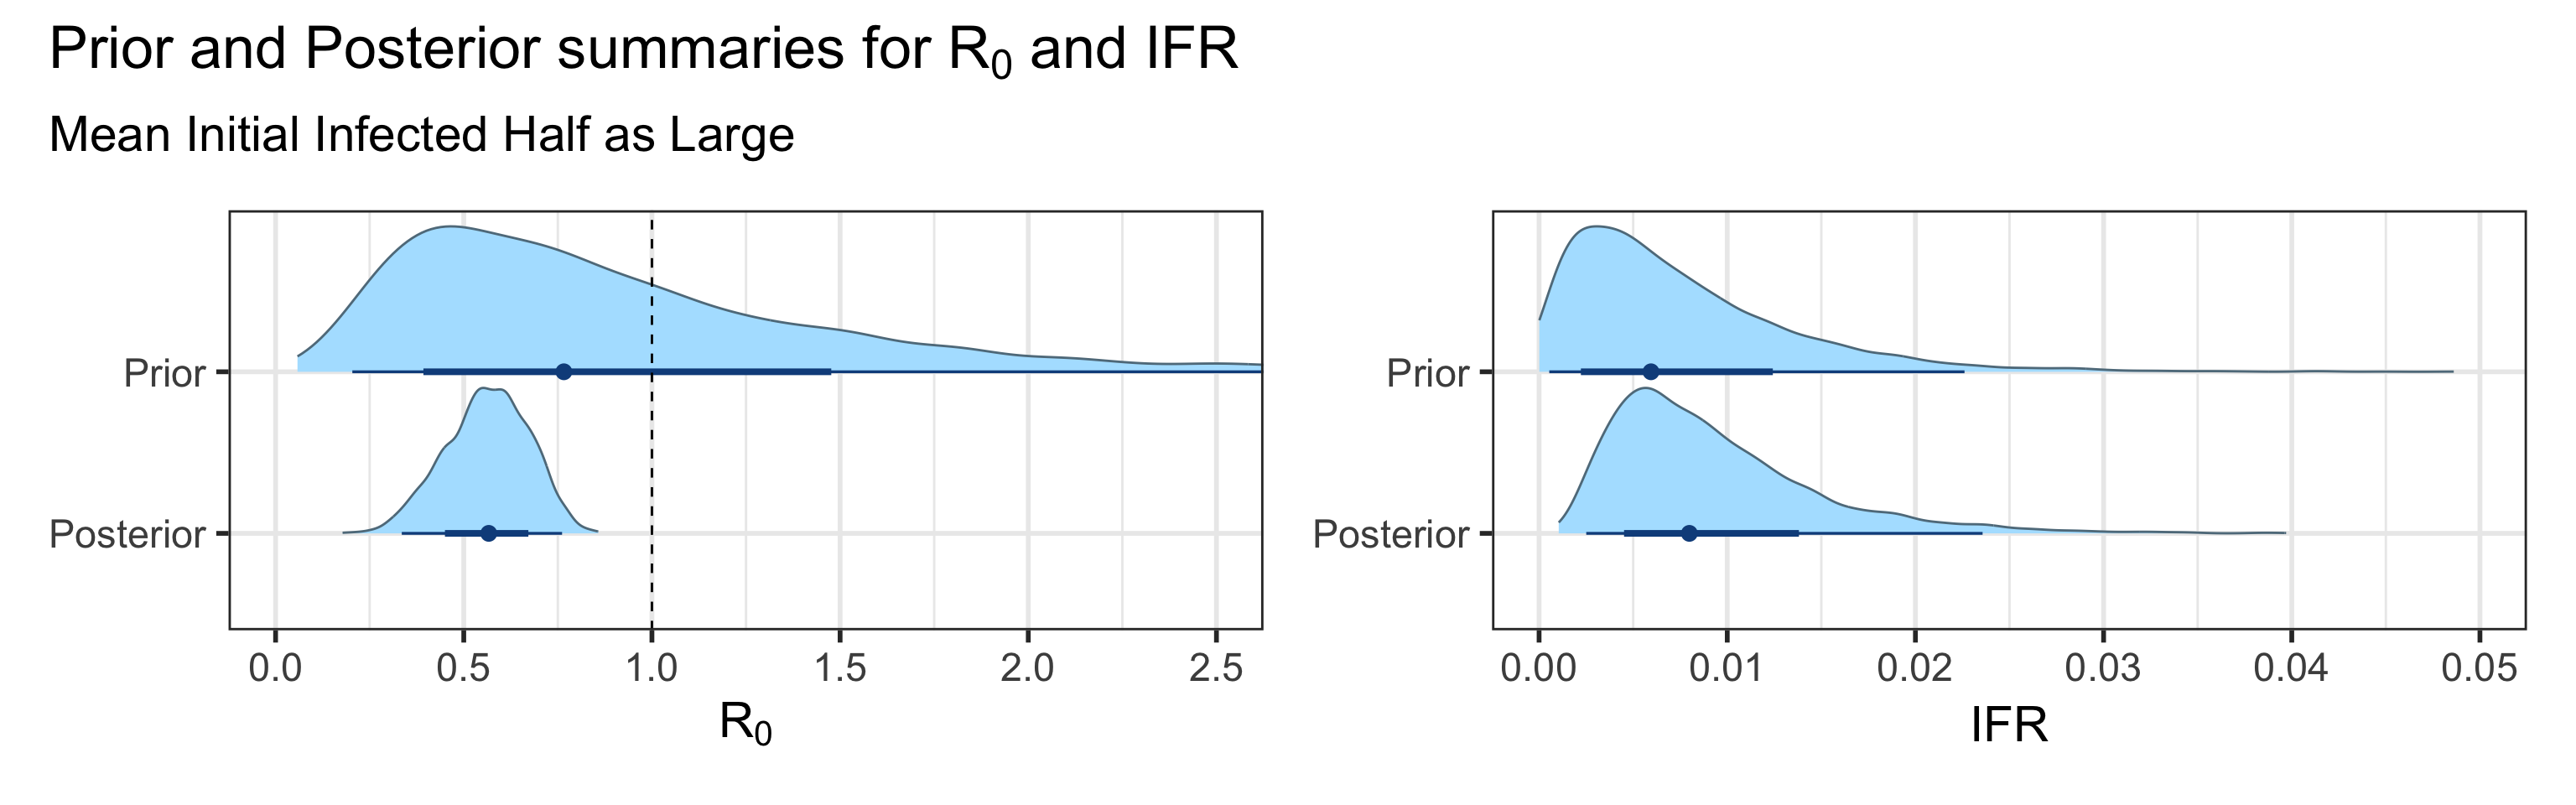 Prior and Posterior summaries for R₀ and IFR
Mean Initial Infected Half as Large
Prior
Posterior
0.0 0.5 1.0 1.5 2.0 2.5
R₀
Prior
Posterior
0.00 0.01 0.02 0.03 0.04 0.05
IFR